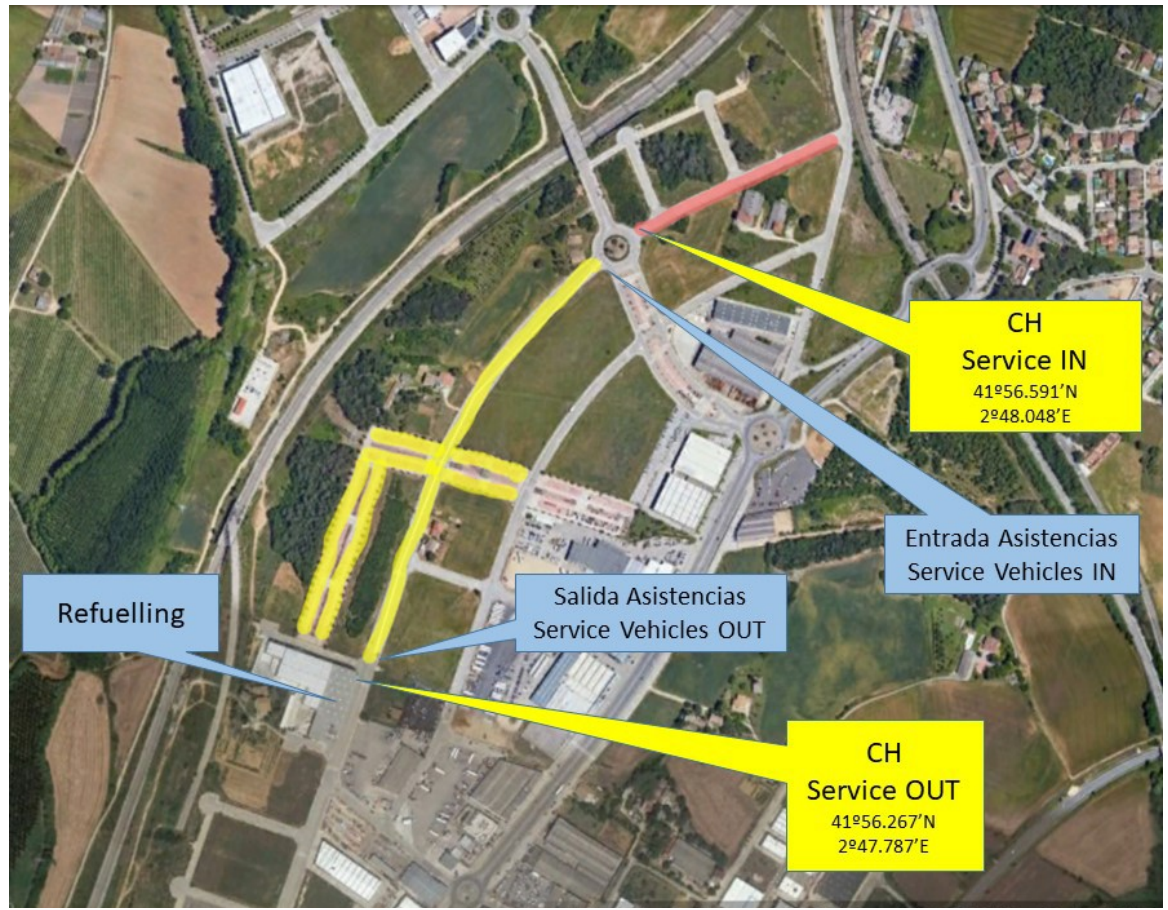 CH
Service IN
41º56.591’N
2º48.048’E
Entrada Asistencias
Service Vehicles IN
Refuelling
Salida Asistencias
Service Vehicles OUT
CH
Service OUT
41º56.267’N
2º47.787’E